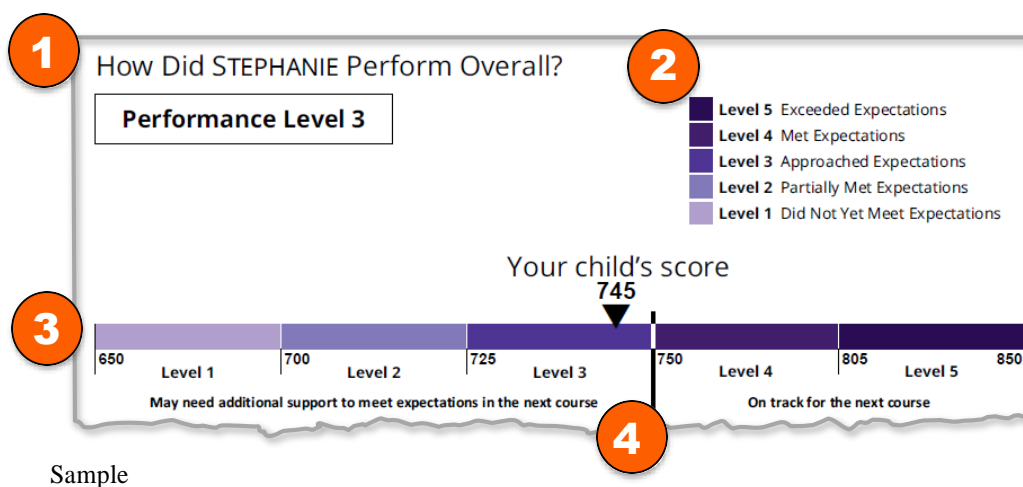 1
How Did STEPHANIE Perform Overall?
Performance Level 3
2
Level 5 Exceeded Expectations
Level 4 Met Expectations
Level 3 Approached Expectations
Level 2 Partially Met Expectations
Level 1 Did Not Yet Meet Expectations
Your child's score
745
3
650 700 725 750 805 850
Level 1 Level 2 Level 3 Level 4 Level 5
May need additional support to meet expectations in the next course On track for the next course
4
Sample